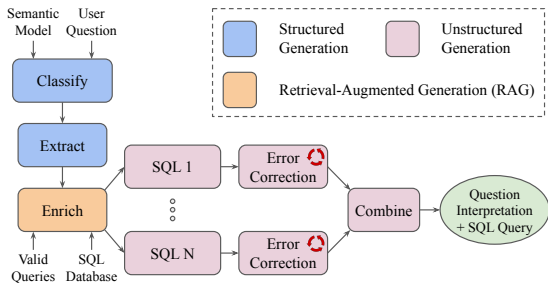 Semantic
Model
User
Question
Classify
Extract
Enrich
Valid
Queries
SQL
Database
SQL 1
Error
Correction
SQL N
Error
Correction
Combine
Question
Interpretation
+ SQL Query
Structured
Generation
Unstructured
Generation
Retrieval-Augmented Generation (RAG)